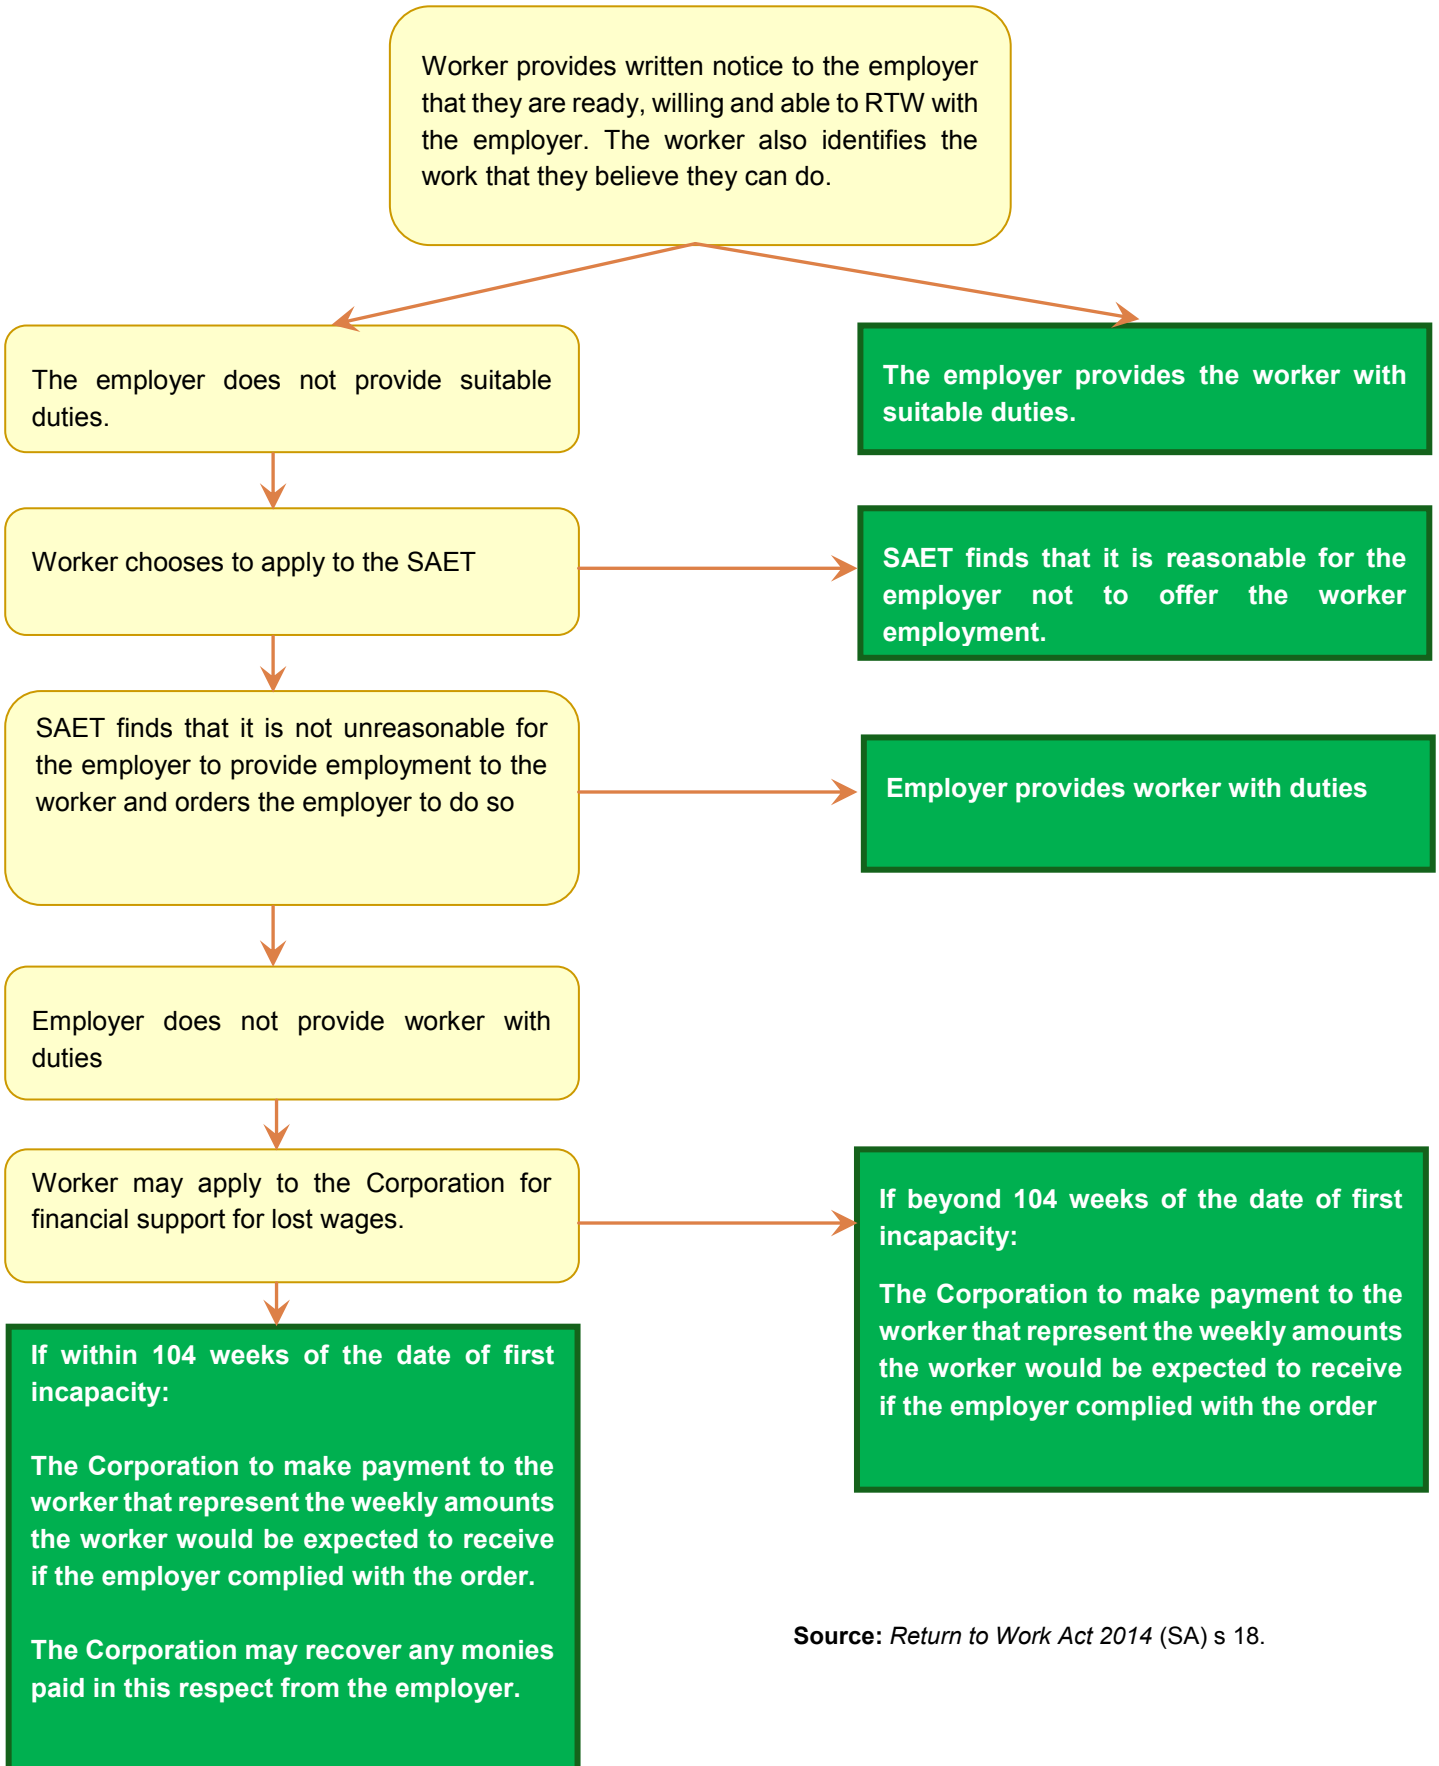 Worker provides written notice to the employer
that they are ready, willing and able to RTW with
the employer. The worker also identifies the
work that they believe they can do.
The employer does not provide suitable
duties.
The employer provides the worker with
suitable duties.
Worker chooses to apply to the SAET
SAET finds that it is reasonable for the
employer not to offer the worker
employment.
SAET finds that it is not unreasonable for
the employer to provide employment to the
worker and orders the employer to do so
Employer provides worker with duties
Employer does not provide worker with
duties
Worker may apply to the Corporation for
financial support for lost wages.
If beyond 104 weeks of the date of first
incapacity:
The Corporation to make payment to the
worker that represent the weekly amounts
the worker would be expected to receive
if the employer complied with the order
If within 104 weeks of the date of first
incapacity:
The Corporation to make payment to the
worker that represent the weekly amounts
the worker would be expected to receive
if the employer complied with the order.
The Corporation may recover any monies
paid in this respect from the employer.
Source: Return to Work Act 2014 (SA) s 18.